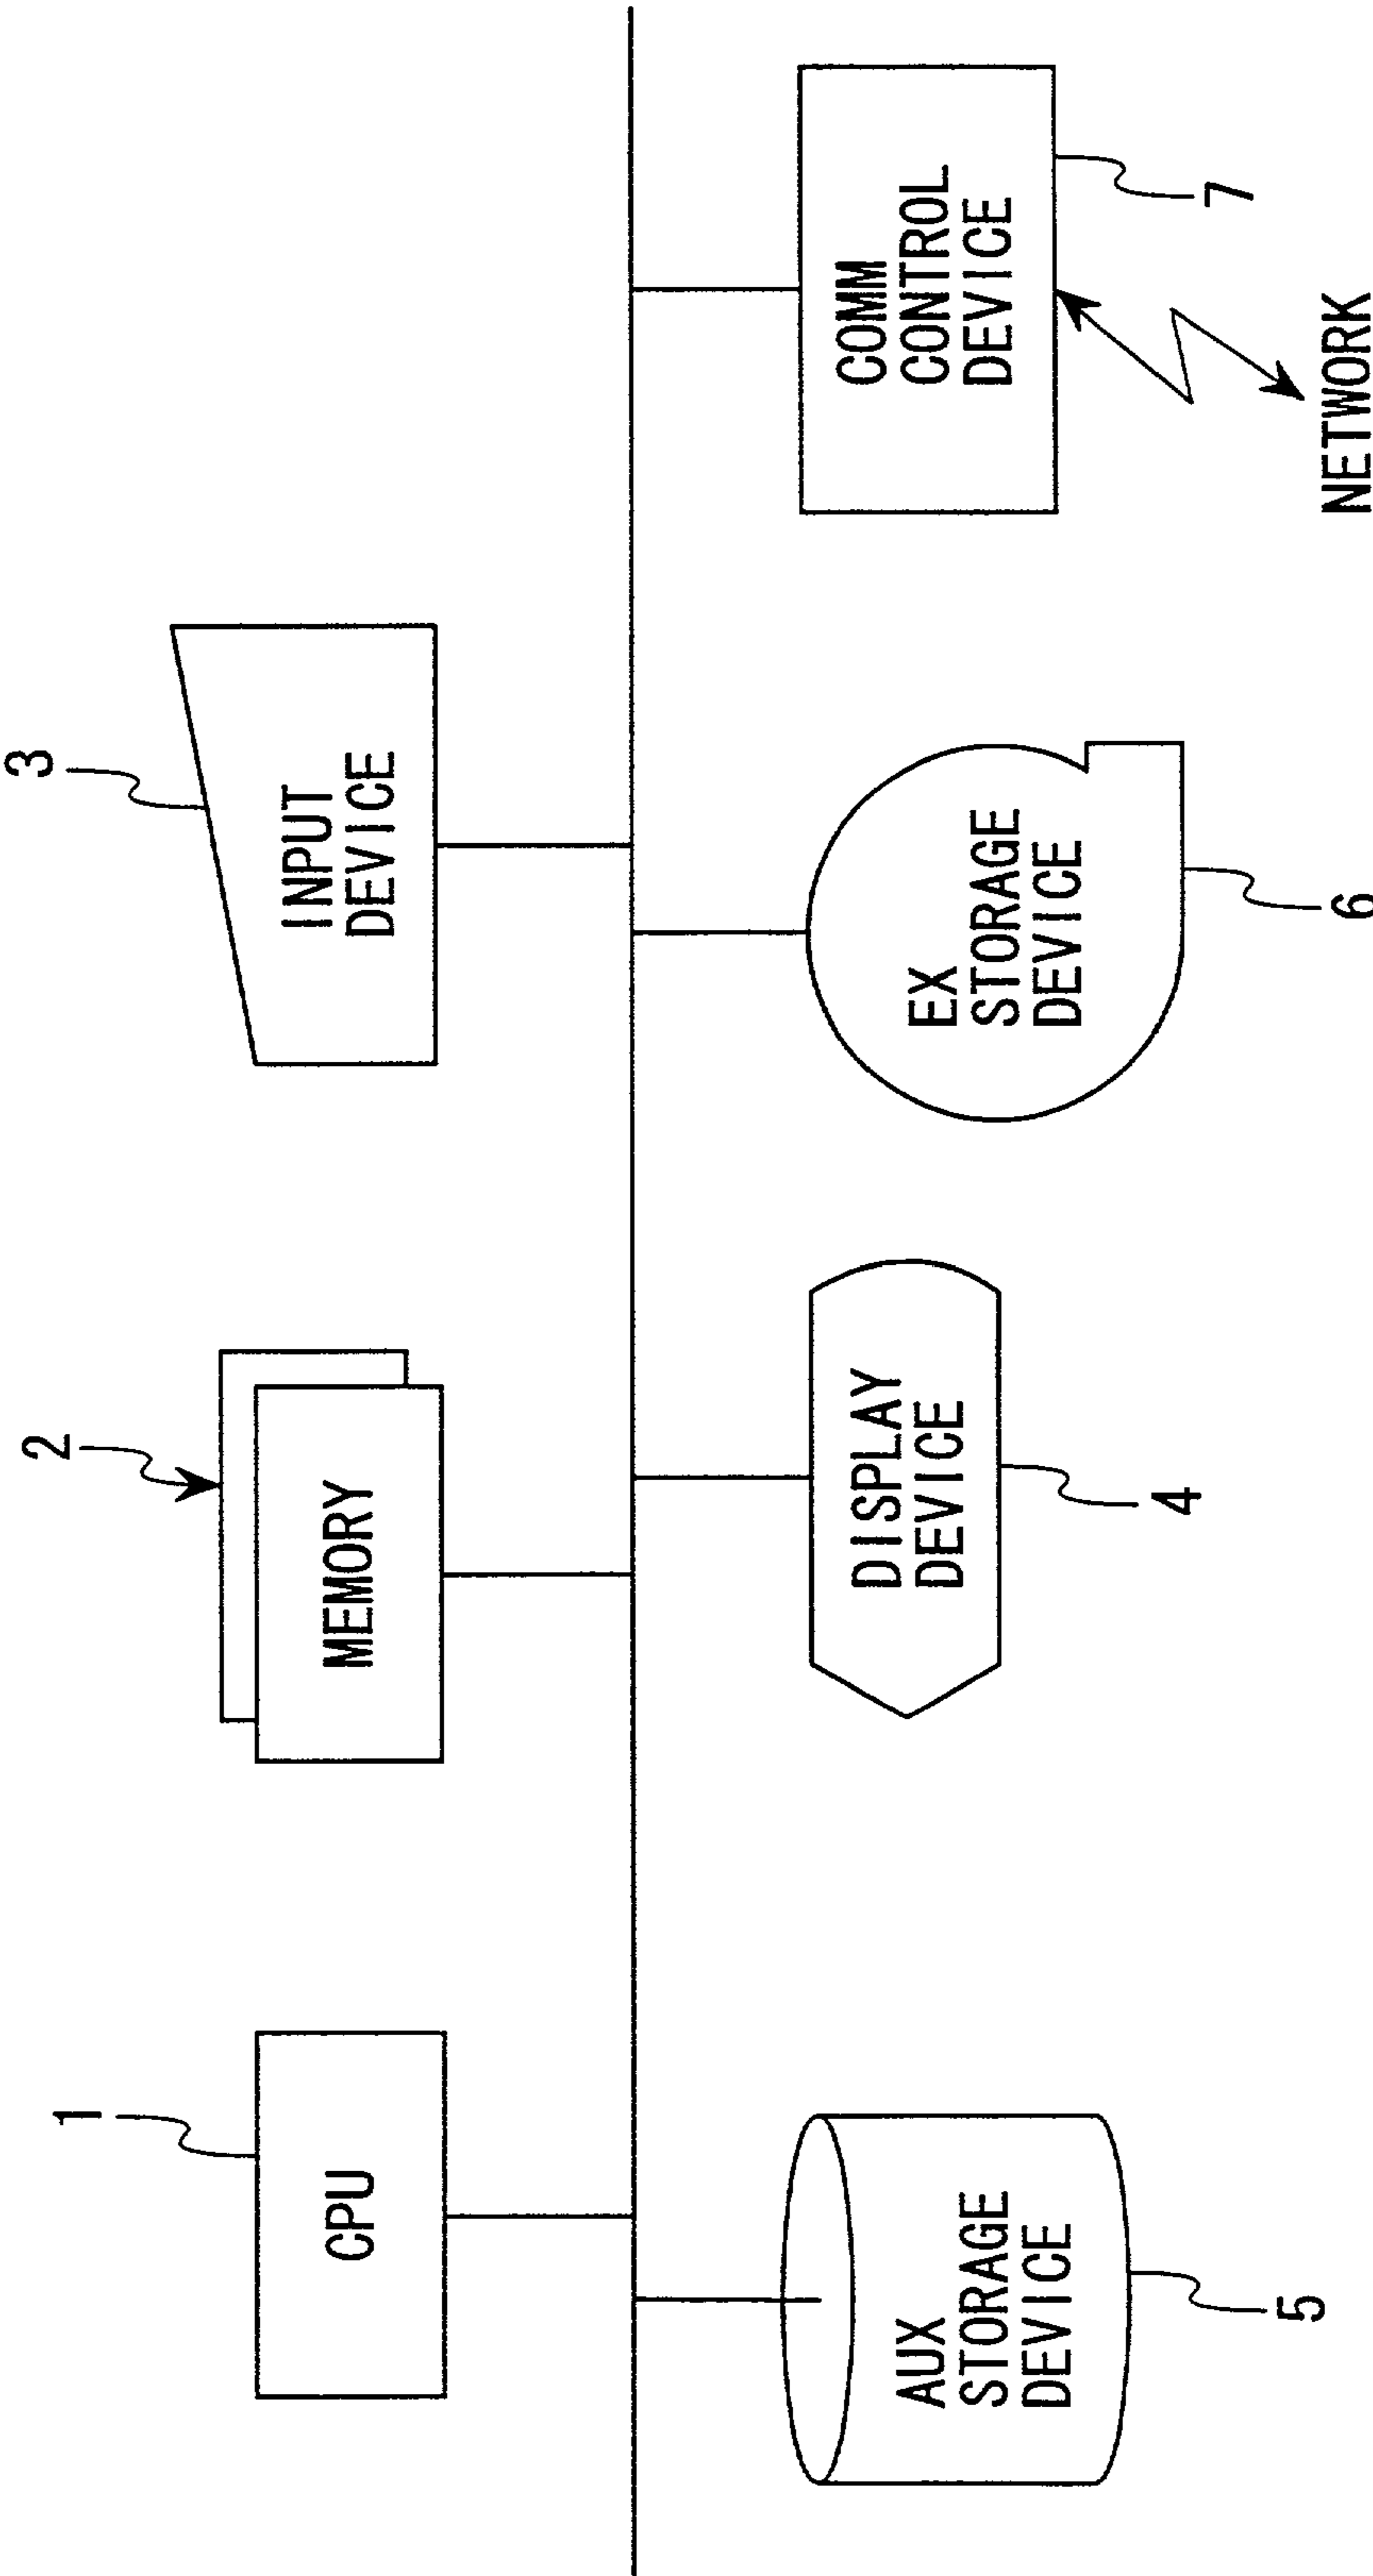 1
CPU
2
MEMORY
3
INPUT
DEVICE
AUX
STORAGE
DEVICE
5
DISPLAY
DEVICE
4
EX
STORAGE
DEVICE
6
COMM
CONTROL
DEVICE
7
NETWORK